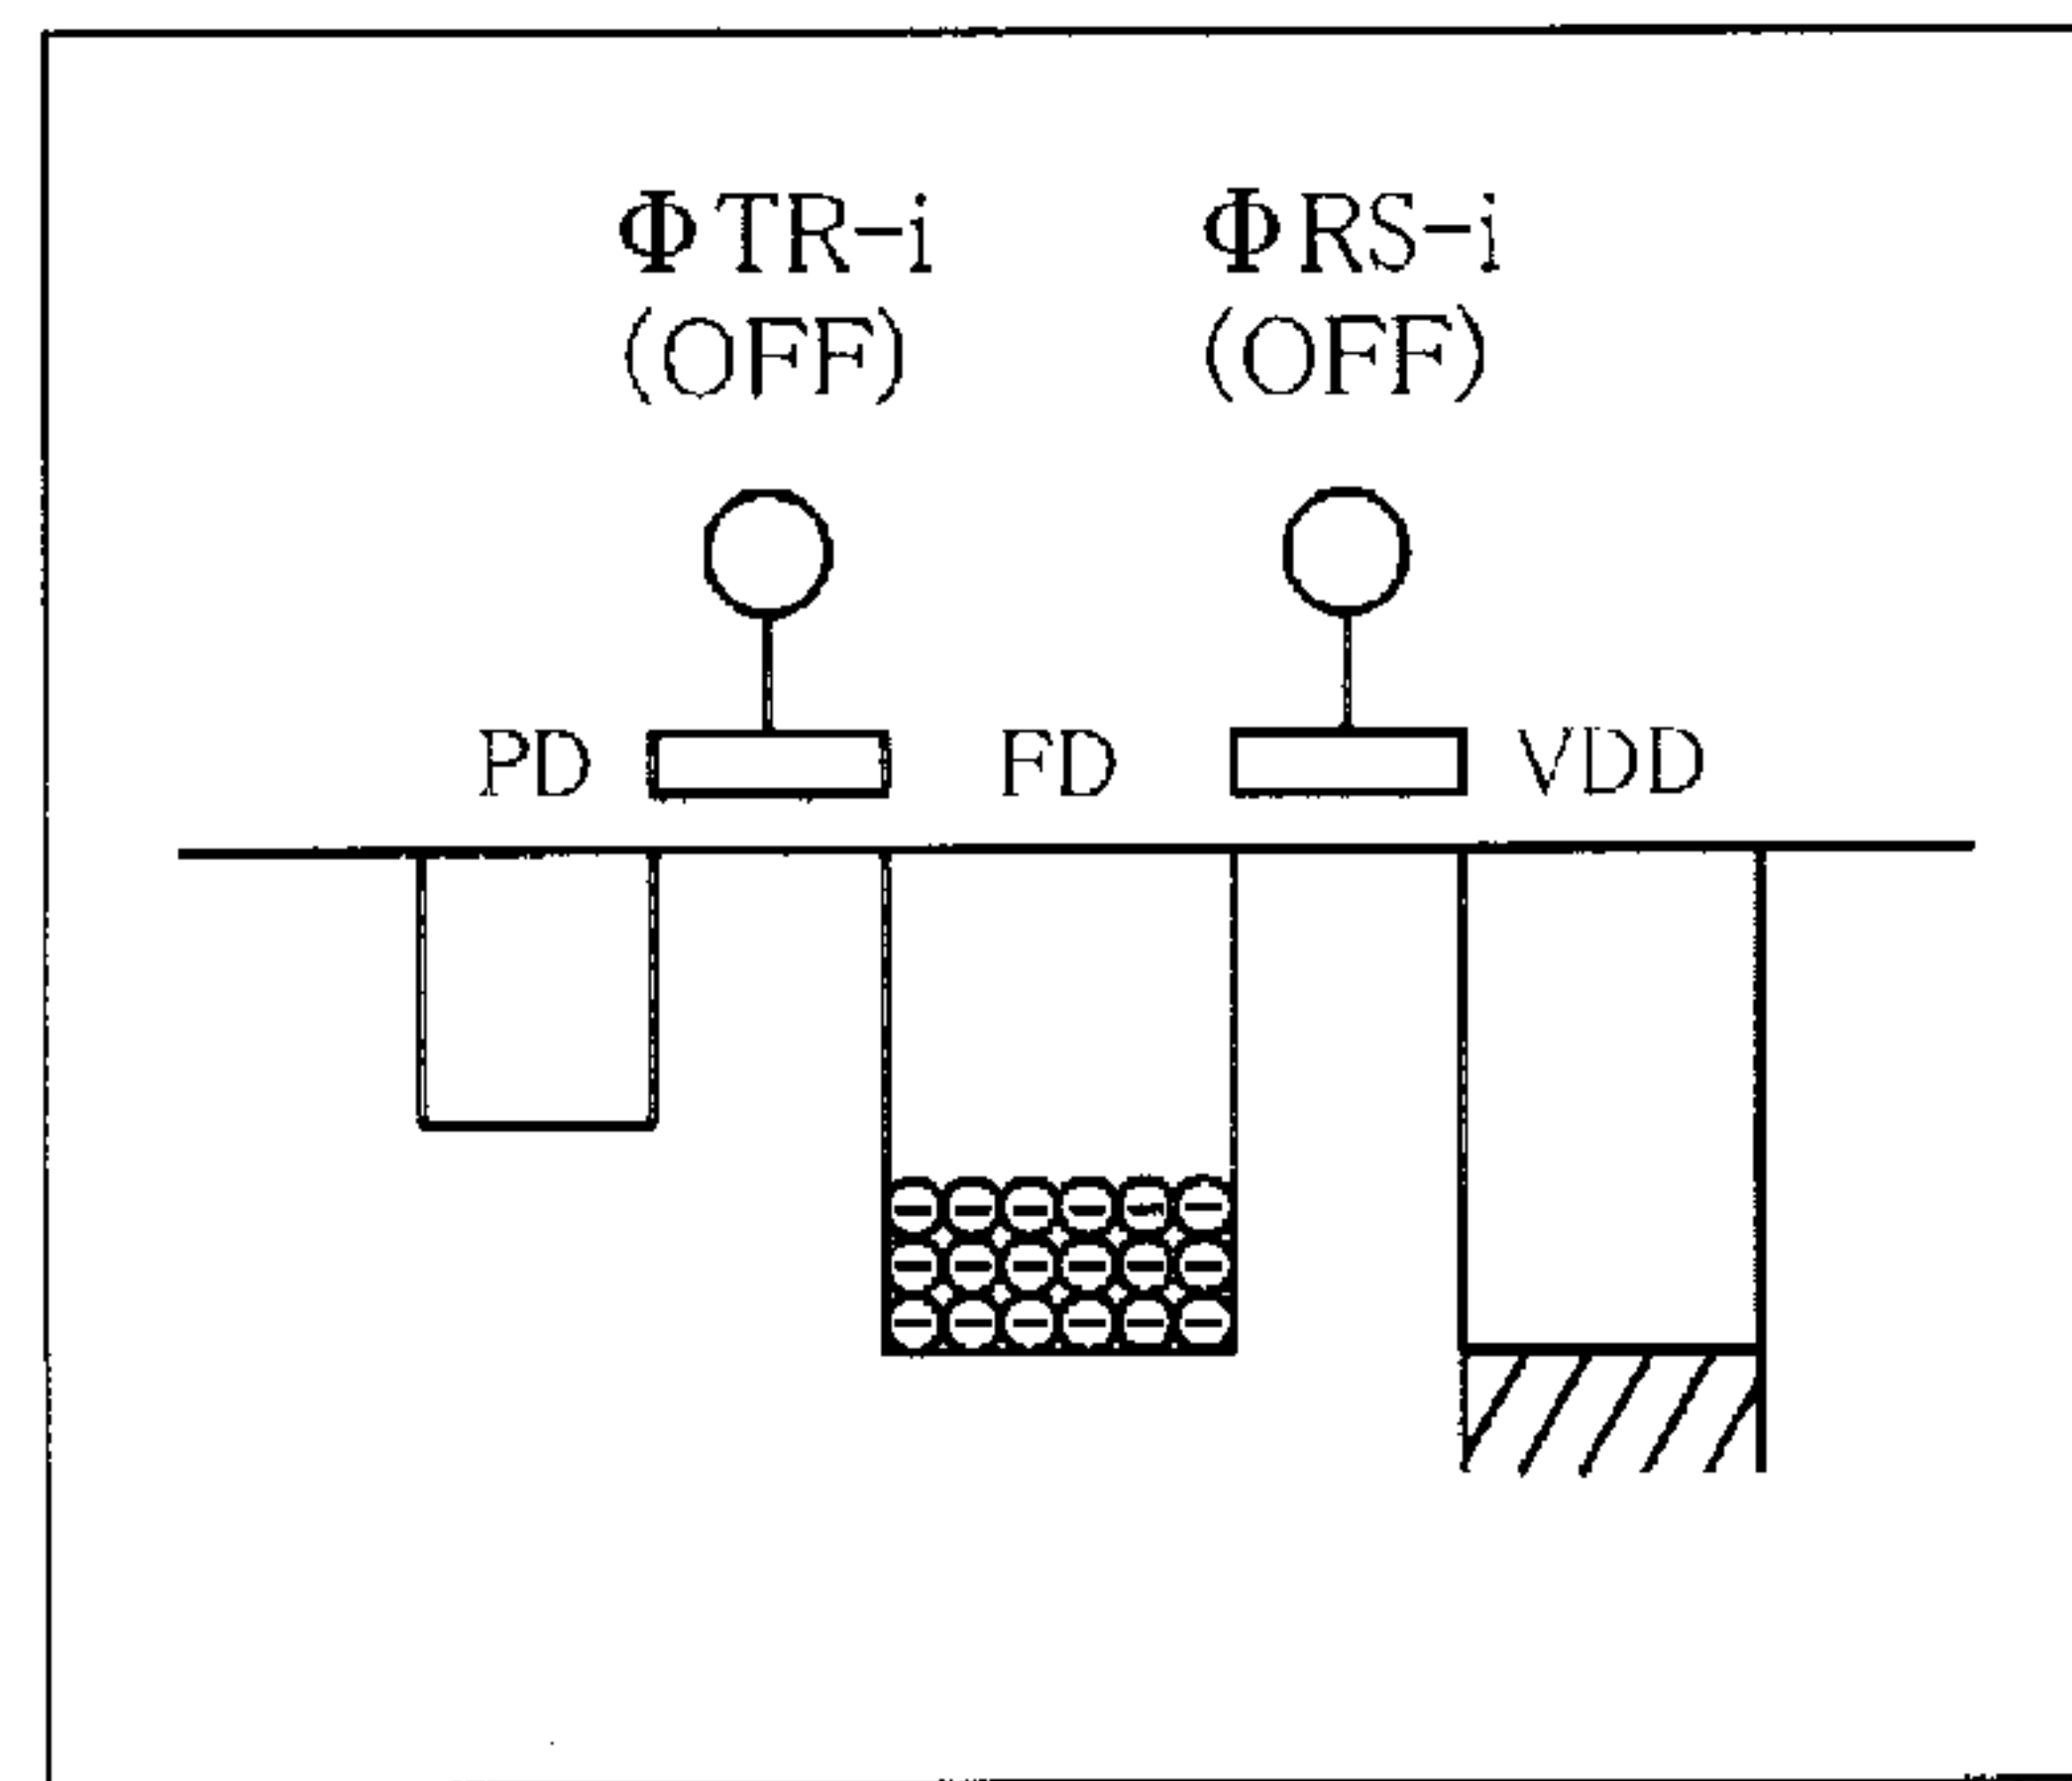 ΦTR-i ΦRS-i
(OFF) (OFF)
PD FD VDD